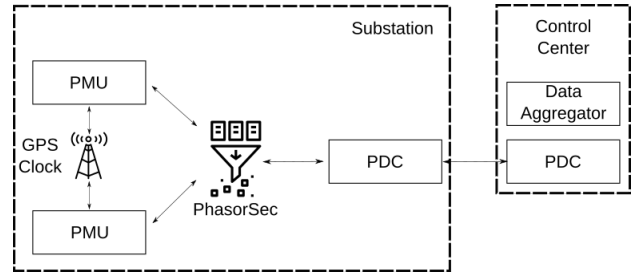 Substation
Control
Center
PMU
Data
Aggregator
GPS
Clock
PDC
PDC
PhasorSec
PMU